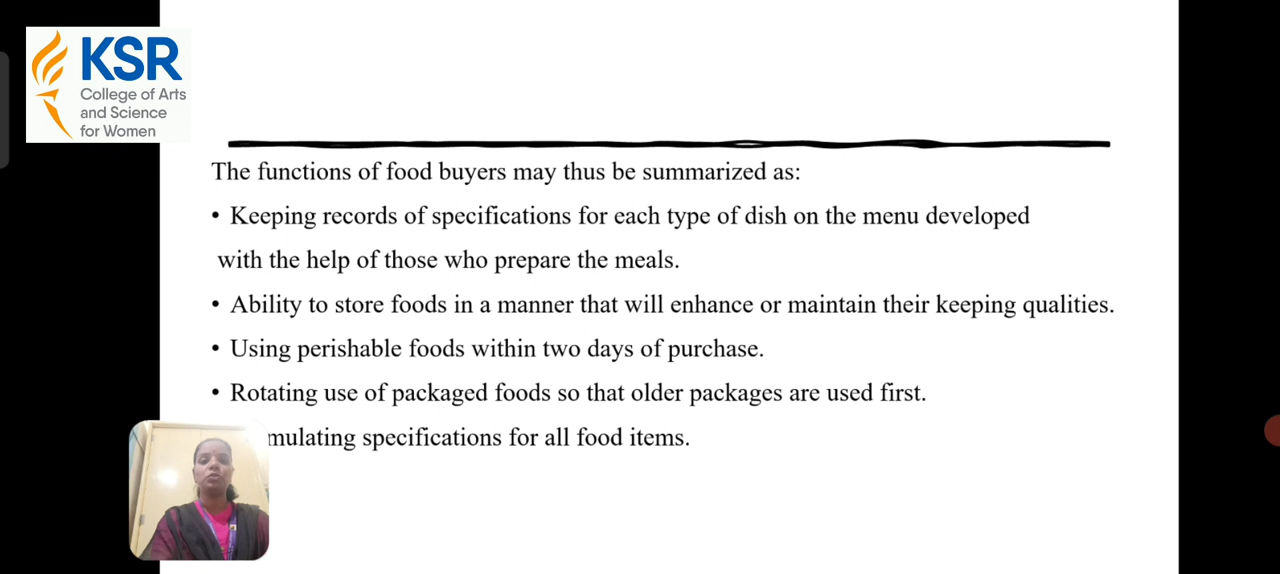 KSR
College of Arts
and Science
for Women
The functions of food buyers may thus be summarized as:
• Keeping records of specifications for each type of dish on the menu developed
with the help of those who prepare the meals.
• Ability to store foods in a manner that will enhance or maintain their keeping qualities.
• Using perishable foods within two days of purchase.
• Rotating use of packaged foods so that older packages are used first.
mulating specifications for all food items.